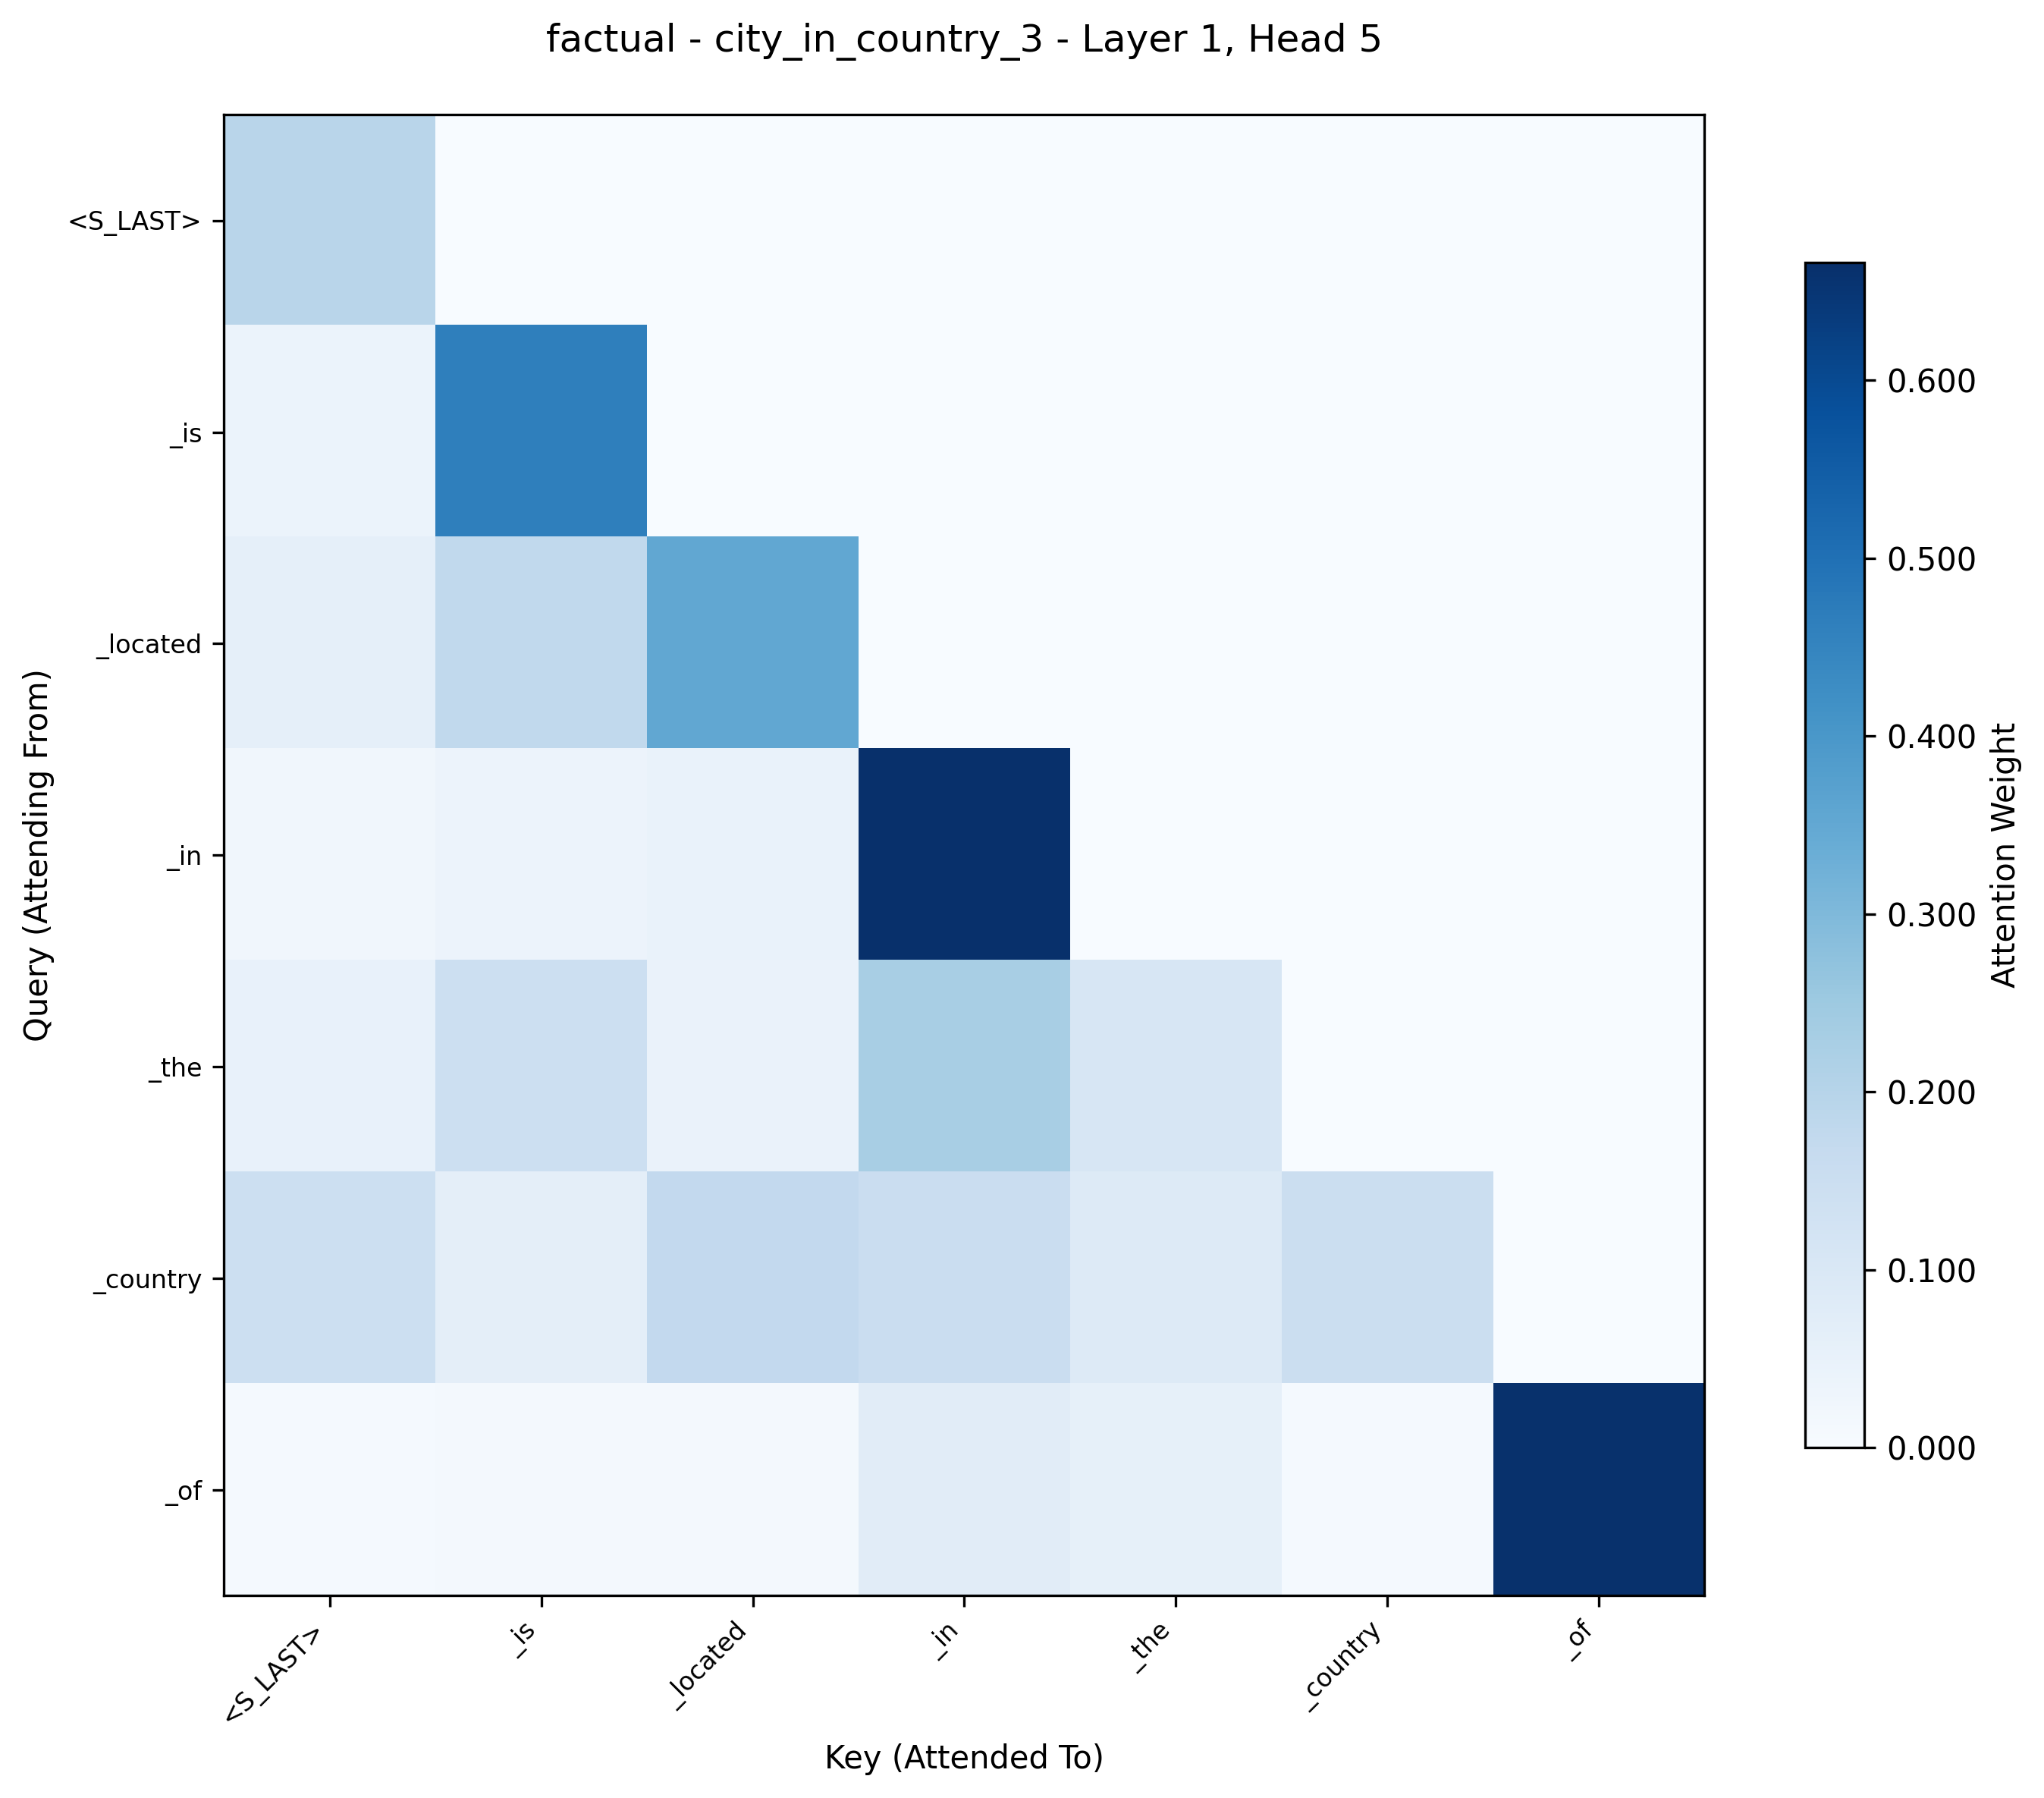 factual - city_in_country_3 - Layer 1, Head 5
Query (Attending From)
<S_LAST>
_is
_located
_in
_the
_country
_of
<S_LAST>
_is
_located
_in
_the
_country
_of
Key (Attended To)
0.600
0.500
0.400
0.300
0.200
0.100
0.000
Attention Weight